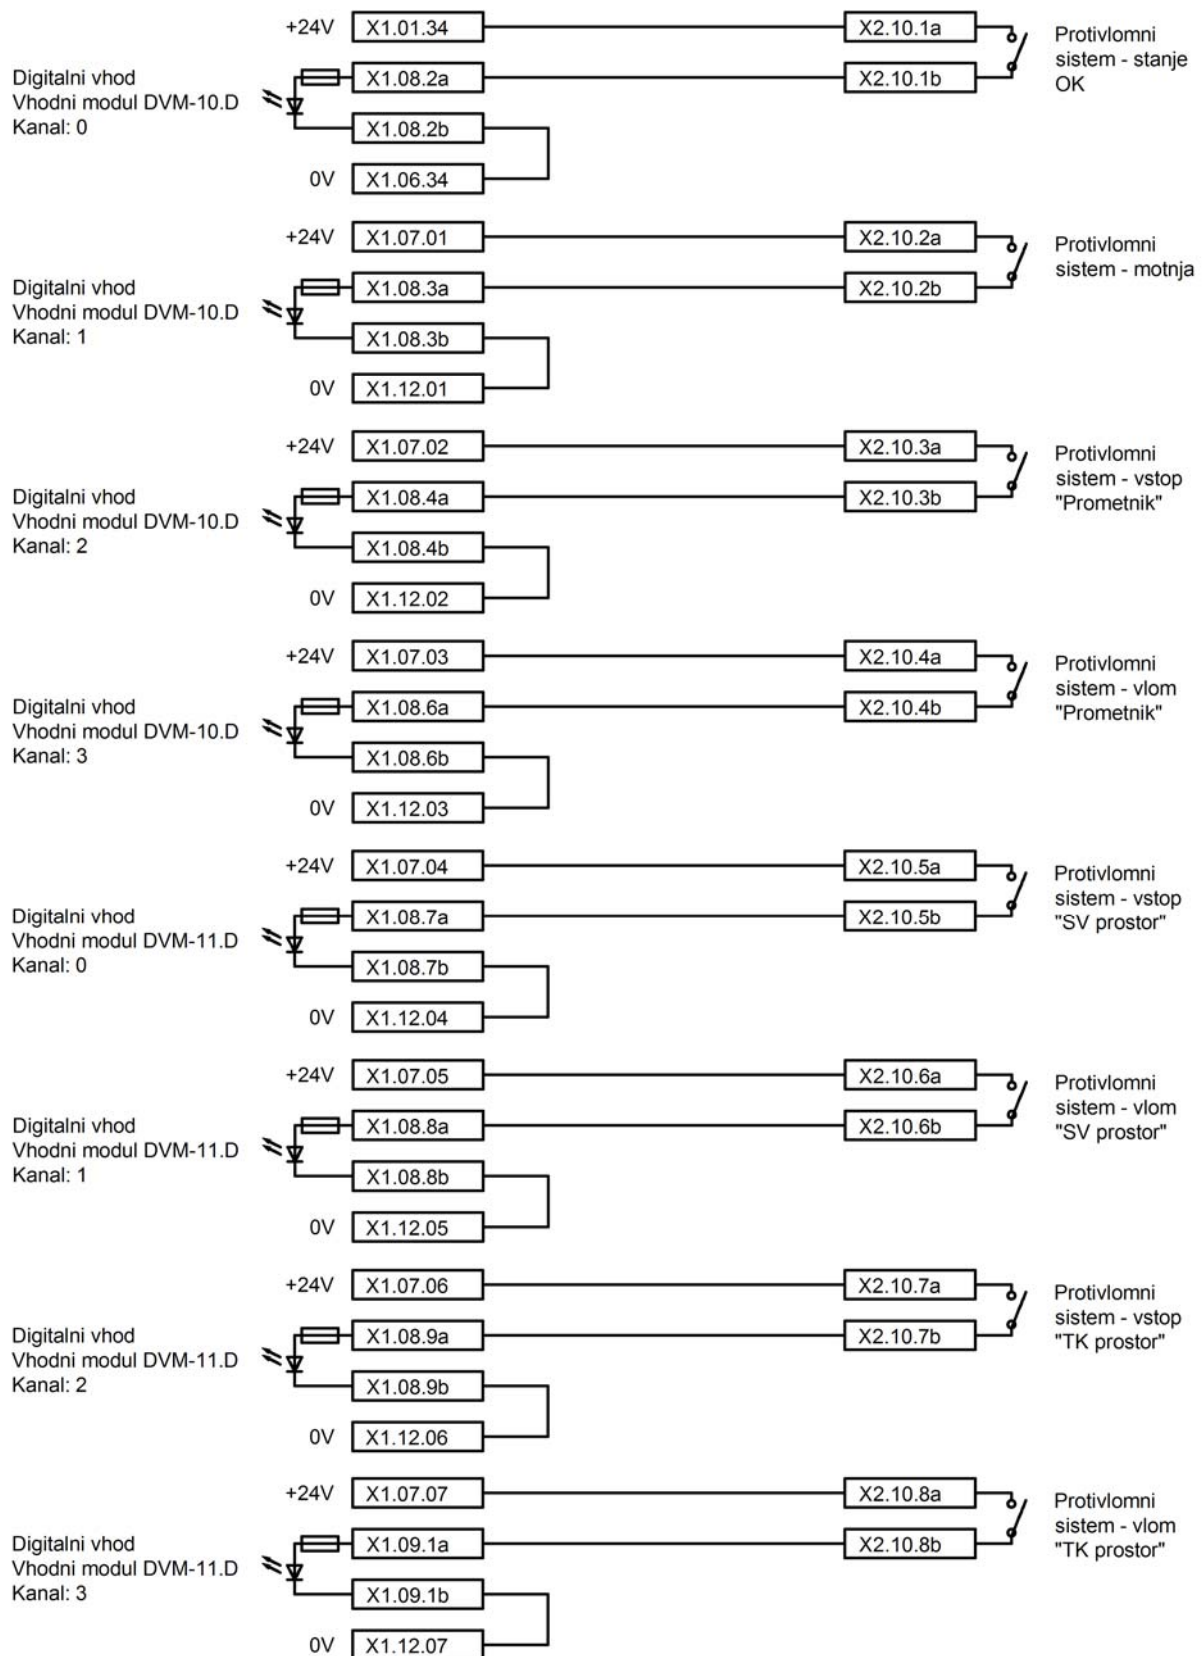 +24V X1.01.34 X2.10.1a
Protivlomni
sistem - stanje
OK
Digitalni vhod
Vhodni modul DVM-10.D
Kanal: 0
X1.08.2a X2.10.1b
X1.08.2b
0V X1.06.34
+24V X1.07.01 X2.10.2a
Protivlomni
sistem - motnja
Digitalni vhod
Vhodni modul DVM-10.D
Kanal: 1
X1.08.3a X2.10.2b
X1.08.3b
0V X1.12.01
+24V X1.07.02 X2.10.3a
Protivlomni
sistem - vstop
"Prometnik"
Digitalni vhod
Vhodni modul DVM-10.D
Kanal: 2
X1.08.4a X2.10.3b
X1.08.4b
0V X1.12.02
+24V X1.07.03 X2.10.4a
Protivlomni
sistem - vlom
"Prometnik"
Digitalni vhod
Vhodni modul DVM-10.D
Kanal: 3
X1.08.6a X2.10.4b
X1.08.6b
0V X1.12.03
+24V X1.07.04 X2.10.5a
Protivlomni
sistem - vstop
"SV prostor"
Digitalni vhod
Vhodni modul DVM-11.D
Kanal: 0
X1.08.7a X2.10.5b
X1.08.7b
0V X1.12.04
+24V X1.07.05 X2.10.6a
Protivlomni
sistem - vlom
"SV prostor"
Digitalni vhod
Vhodni modul DVM-11.D
Kanal: 1
X1.08.8a X2.10.6b
X1.08.8b
0V X1.12.05
+24V X1.07.06 X2.10.7a
Protivlomni
sistem - vstop
"TK prostor"
Digitalni vhod
Vhodni modul DVM-11.D
Kanal: 2
X1.08.9a X2.10.7b
X1.08.9b
0V X1.12.06
+24V X1.07.07 X2.10.8a
Protivlomni
sistem - vlom
"TK prostor"
Digitalni vhod
Vhodni modul DVM-11.D
Kanal: 3
X1.09.1a X2.10.8b
X1.09.1b
0V X1.12.07